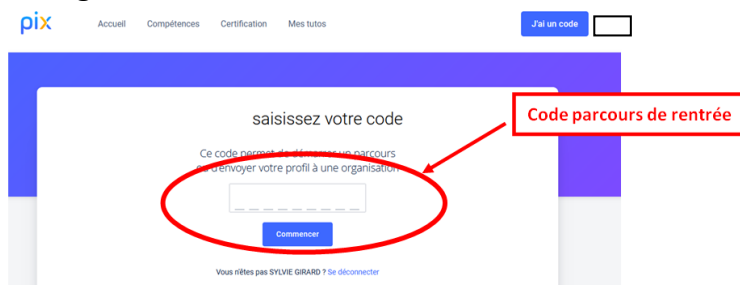 pix
Accueil Compétences Certification Mes tutos J'ai un code
saisissez votre code
Code parcours de rentrée
Ce code permet de démarrer un parcours
ou d'envoyer votre profil à une organisation
Commencer
Vous n'êtes pas SYLVIE GIRARD ? Se déconnecter